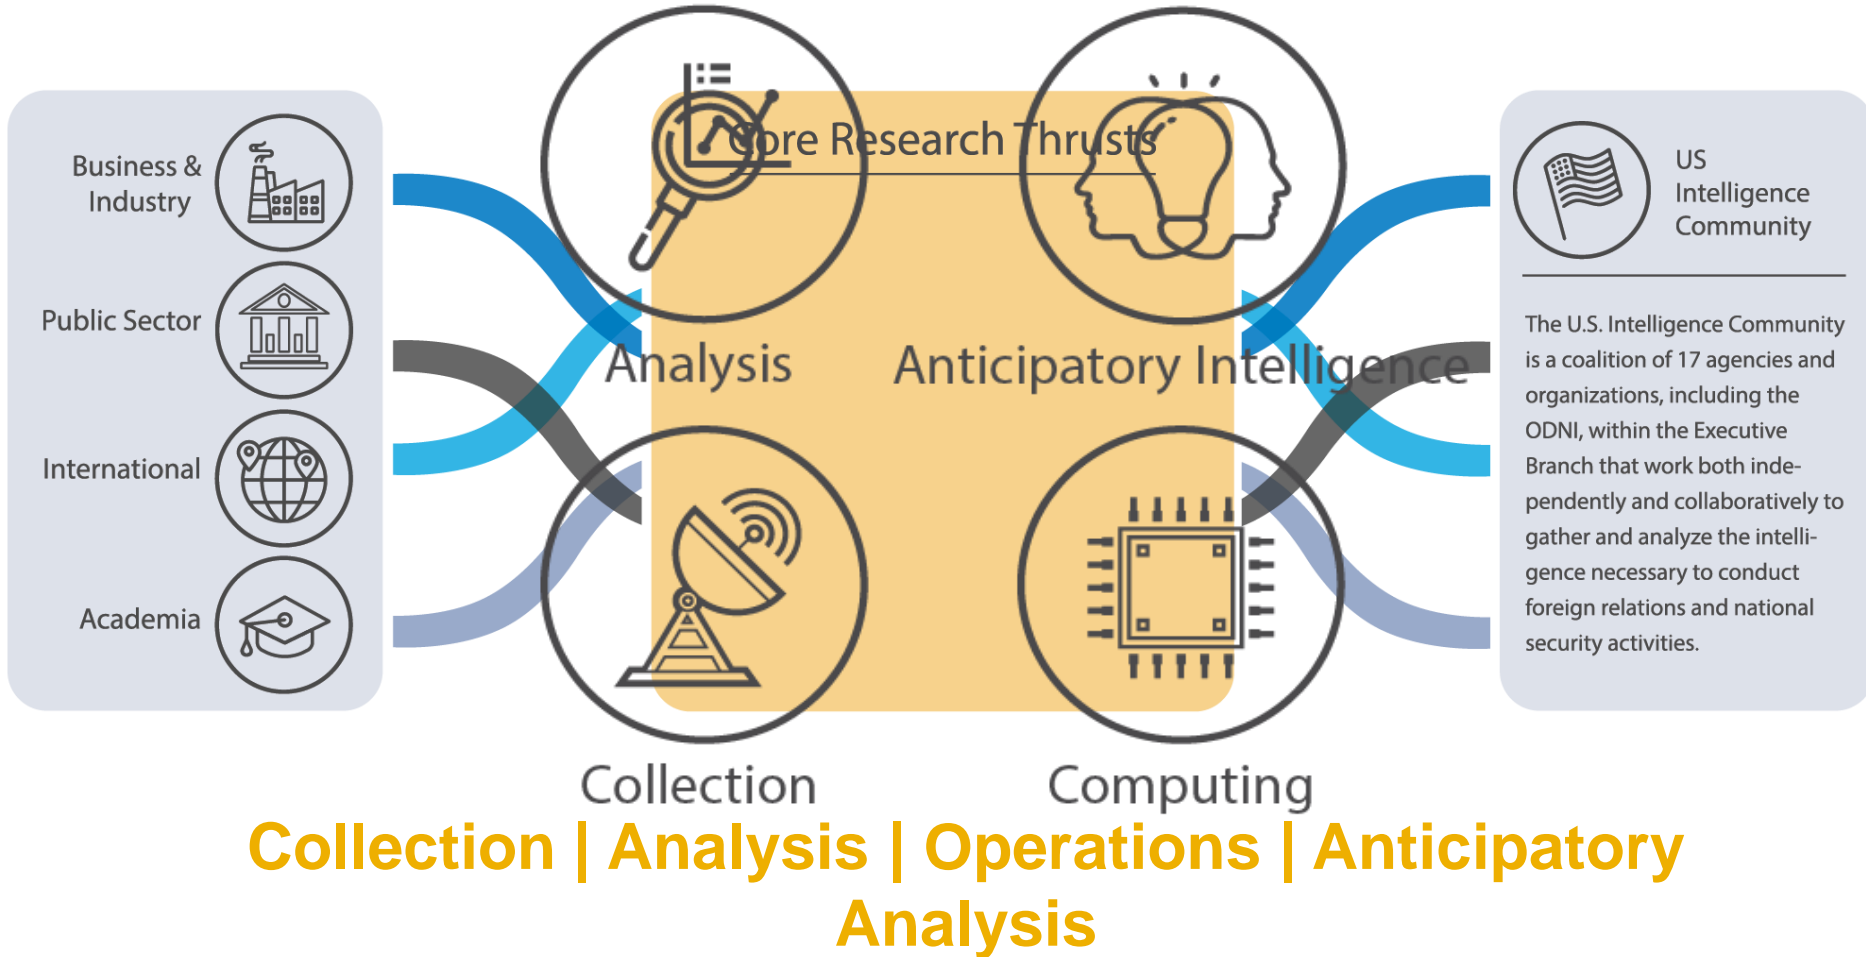 Business &
Industry
Public Sector
International
Academia
Core Research Thrusts
Analysis
Anticipatory Intelligence
Collection
Computing
US
Intelligence
Community
The U.S. Intelligence Community
is a coalition of 17 agencies and
organizations, including the
ODNI, within the Executive
Branch that work both inde-
pendently and collaboratively to
gather and analyze the intelli-
gence necessary to conduct
foreign relations and national
security activities.
Collection | Analysis | Operations | Anticipatory
Analysis